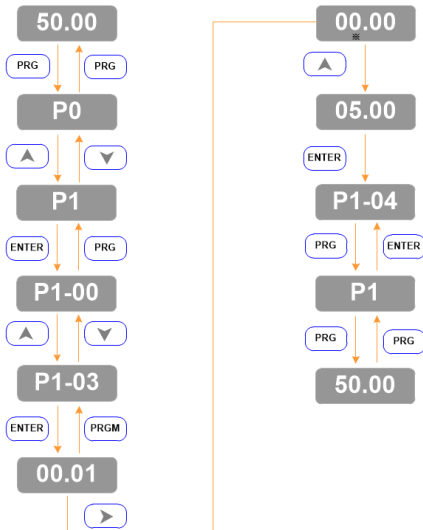 50.00
PRG PRG
P0
P1
ENTER PRG
P1-00
P1-03
ENTER PRGM
00.01
00.00
※
05.00
ENTER
P1-04
PRG ENTER
P1
PRG PRG
50.00